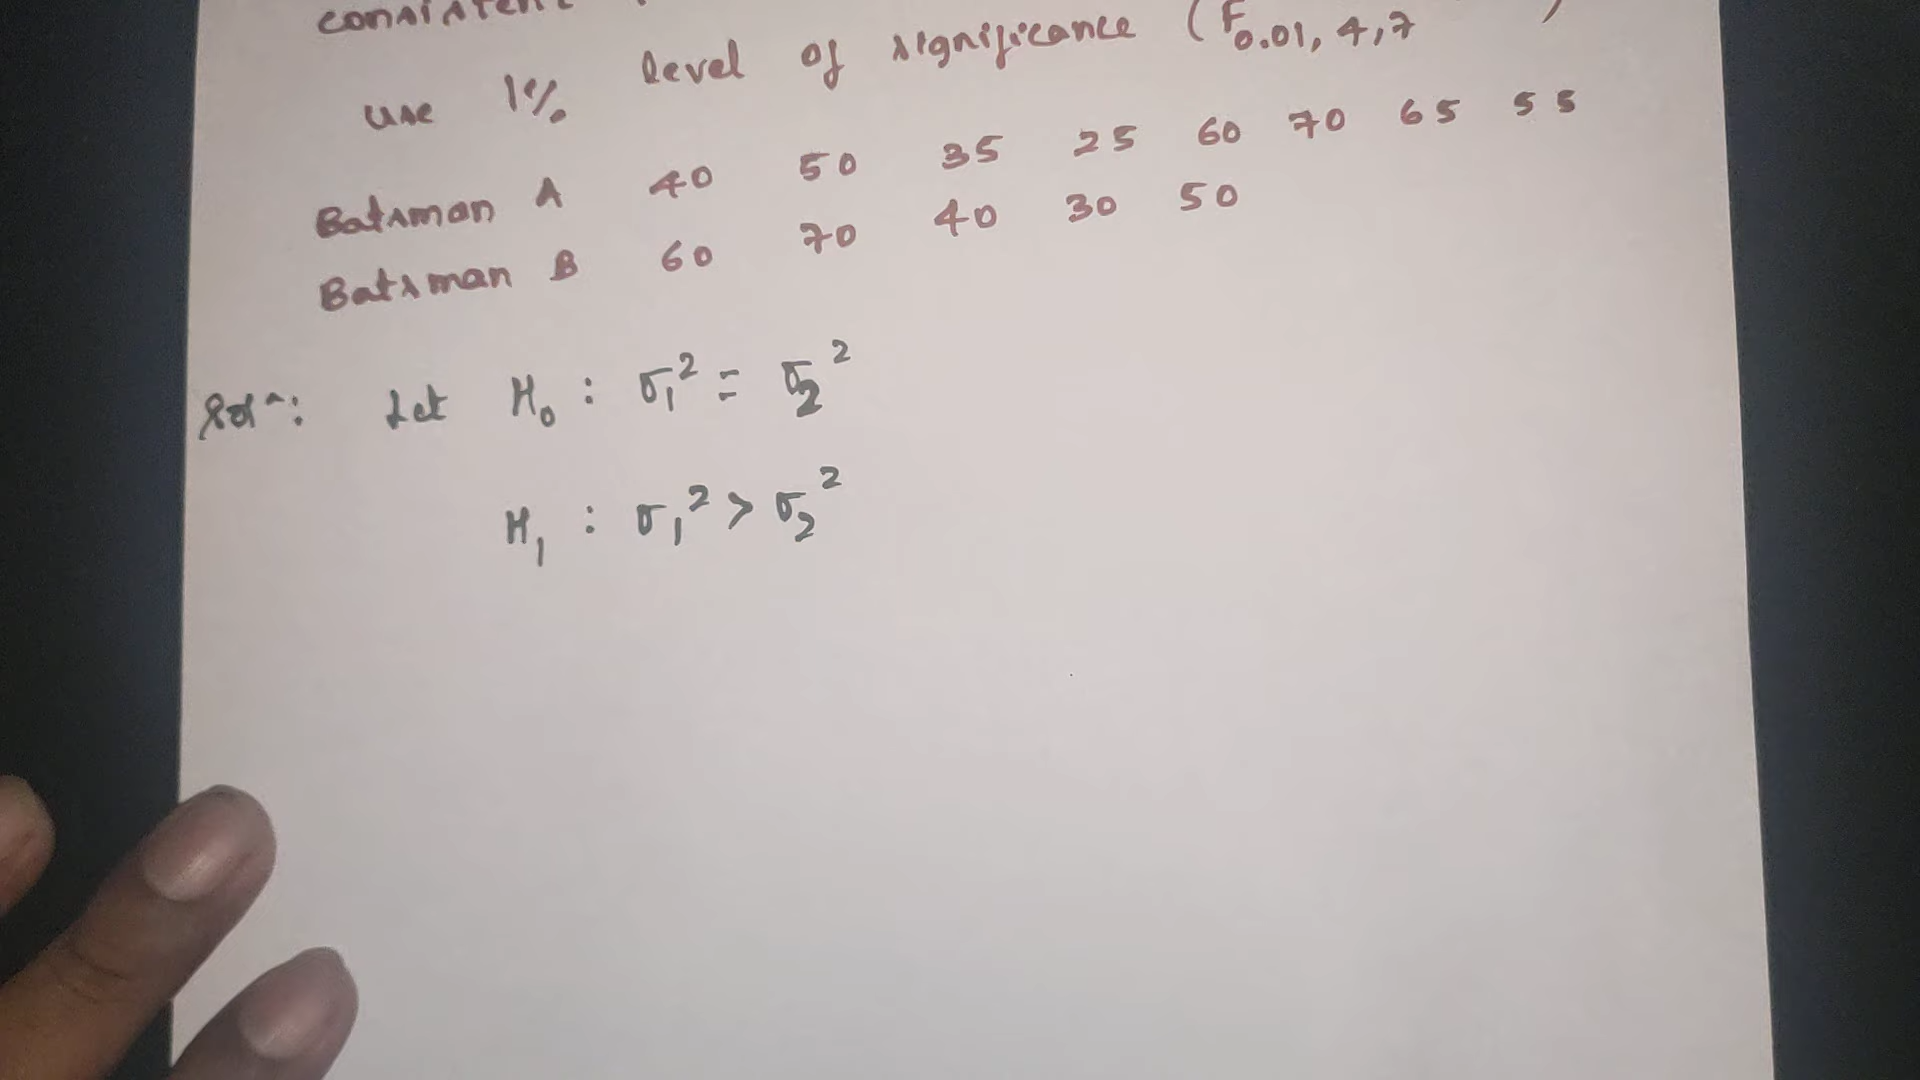 consistent
use 1% level of significance (F0.01, 4,7 )
Batsman A 40 50 35 25 60 70 65 55
Batsman B 60 70 40 30 50
Solⁿ: Let H₀ : σ₁² = σ₂²
H₁ : σ₁² > σ₂²